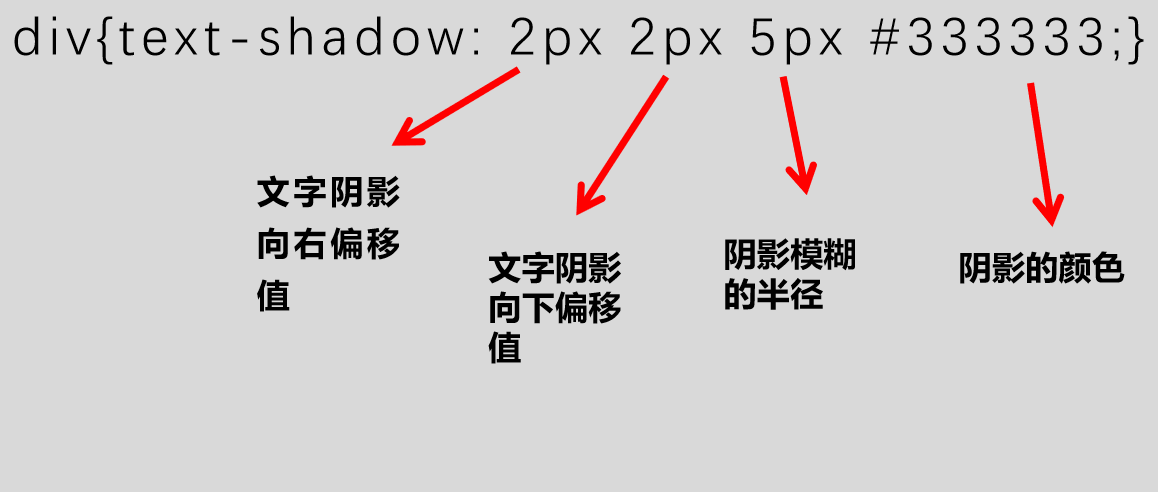 div{text-shadow: 2px 2px 5px #333333;}
文字阴影
向右偏移
值
文字阴影
向下偏移
值
阴影模糊
的半径
阴影的颜色